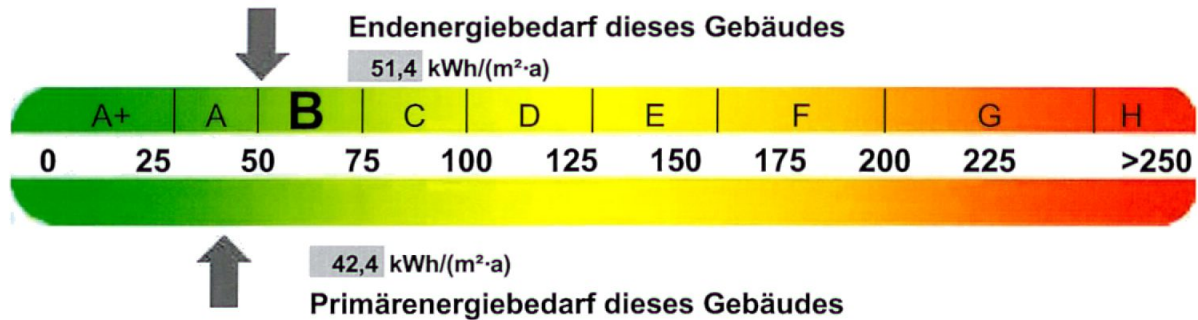 Endenergiebedarf dieses Gebäudes
51,4 kWh/(m²·a)
A+ A B C D E F G H
0 25 50 75 100 125 150 175 200 225 >250
42,4 kWh/(m²·a)
Primärenergiebedarf dieses Gebäudes